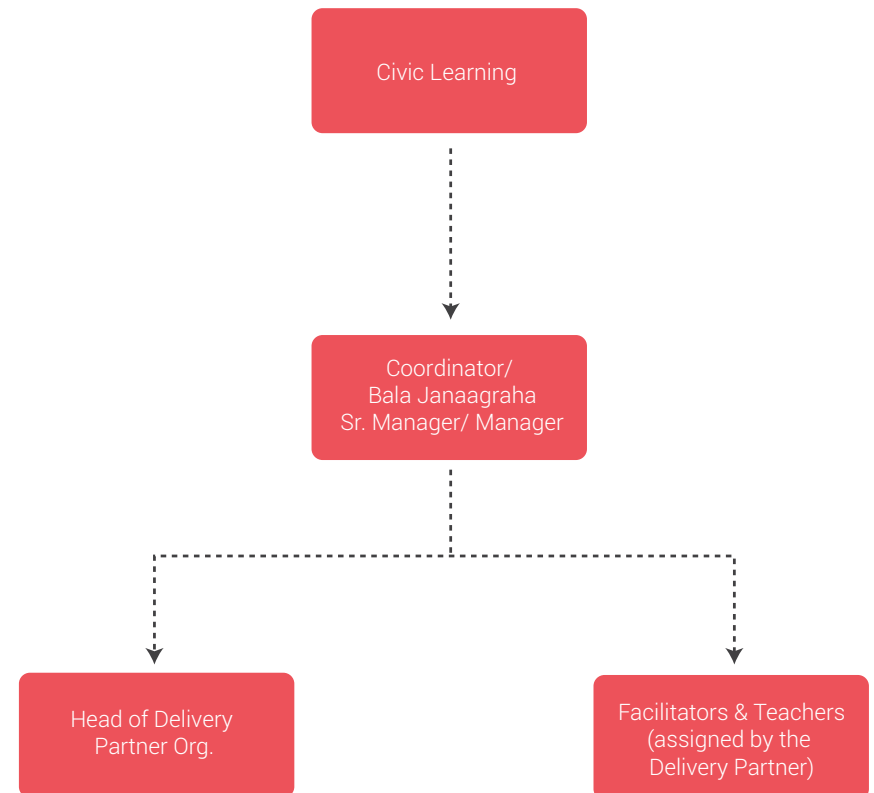 Civic Learning
Coordinator/
Bala Janaagraha
Sr. Manager/ Manager
Head of Delivery
Partner Org.
Facilitators & Teachers
(assigned by the
Delivery Partner)